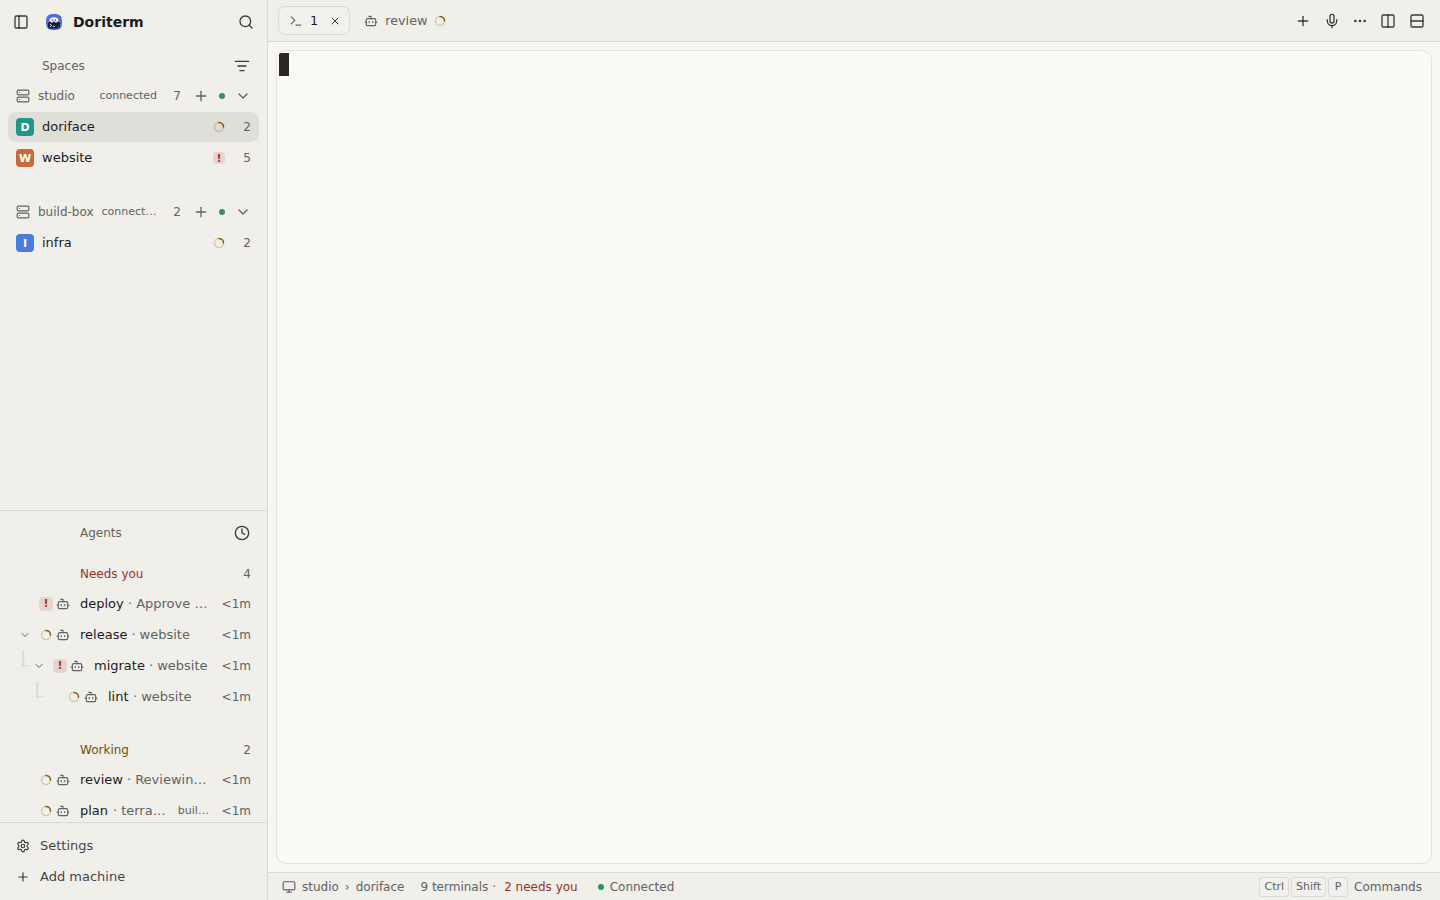 Doriterm
Spaces
studio connected 7
D doriface 2
W website ! 5
build-box connect... 2
I infra 2
Agents
Needs you 4
! deploy · Approve ... <1m
release · website <1m
! migrate · website <1m
lint · website <1m
Working 2
review · Reviewin... <1m
plan · terra... buil... <1m
Settings
Add machine
1 review
studio › doriface 9 terminals · 2 needs you Connected Ctrl Shift P Commands